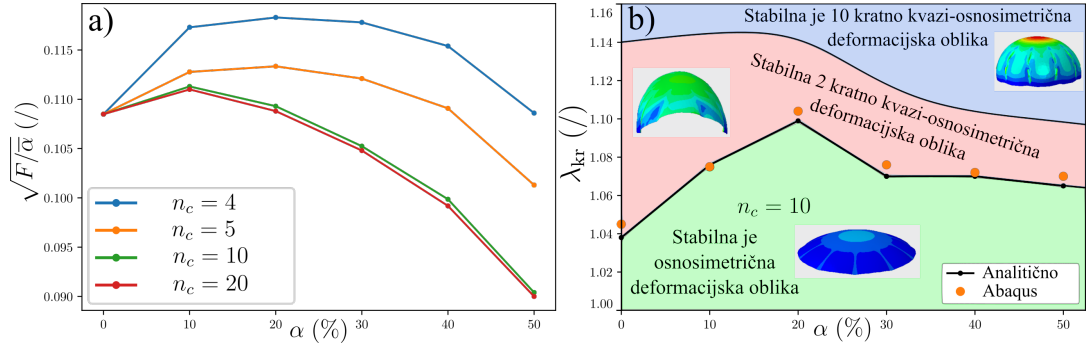 a)
0.115
0.110
0.105
0.100
0.095
0.090
√F/α̅ (/)
n_c = 4
n_c = 5
n_c = 10
n_c = 20
0
10
20
30
40
50
α (%)
b)
1.16
1.14
1.12
1.10
1.08
1.06
1.04
1.02
1.00
λ_kr (/)
Stabilna je 10 kratno kvazi-osnosimetrična
deformacijska oblika
Stabilna 2 kratno kvazi-osnosimetrična
deformacijska oblika
n_c = 10
Stabilna je
osnosimetrična
deformacijska oblika
Analitično
Abaqus
0
10
20
30
40
50
α (%)